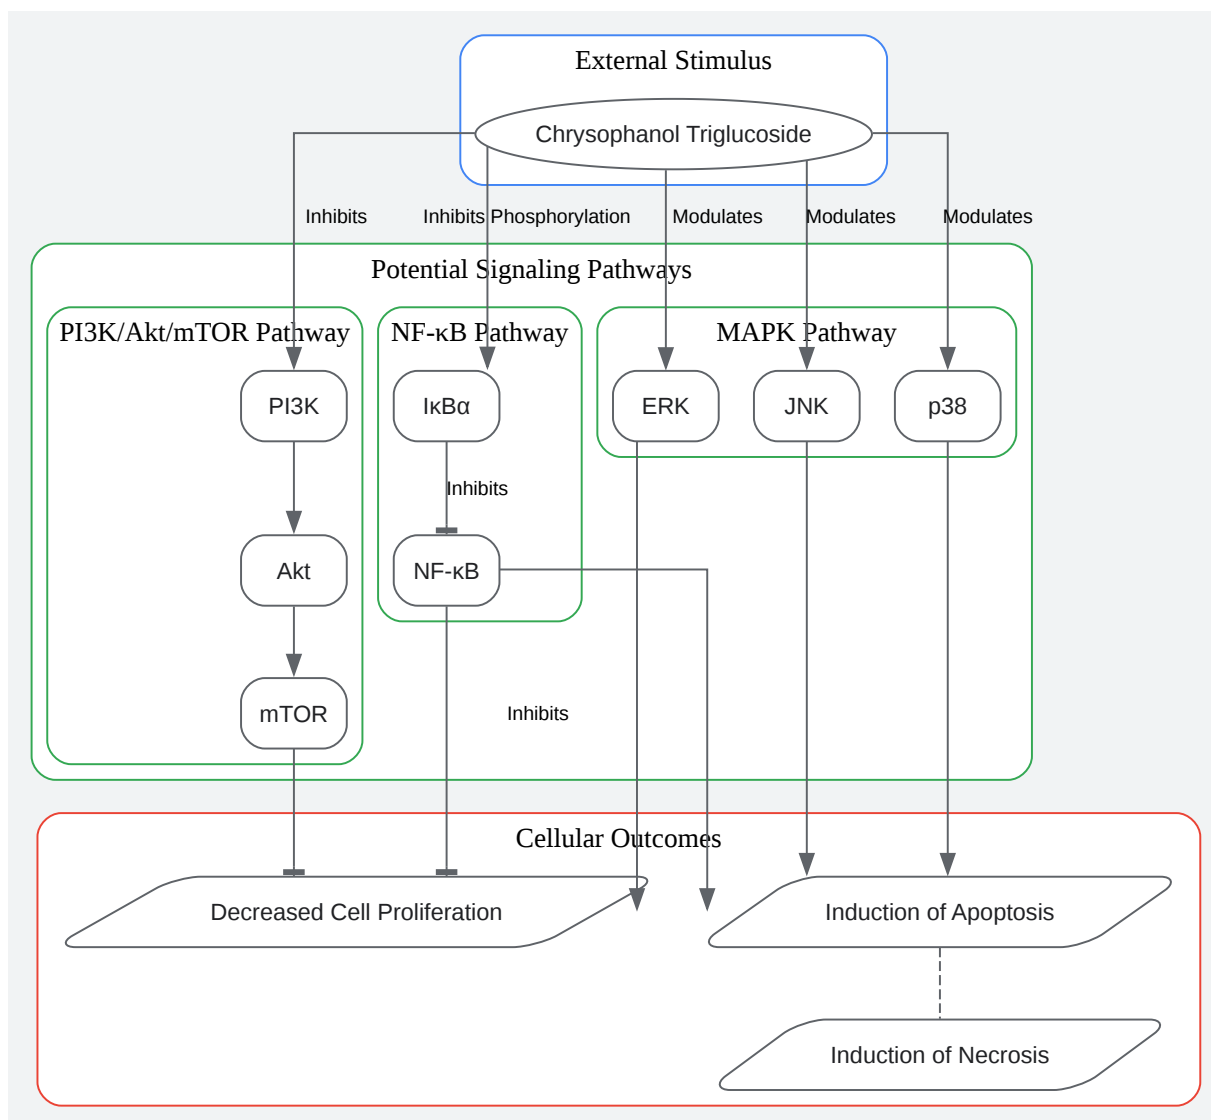 External Stimulus
Chrysophanol Triglucoside
Inhibits
Inhibits Phosphorylation
Modulates
Modulates
Modulates
Potential Signaling Pathways
PI3K/Akt/mTOR Pathway
NF-κB Pathway
MAPK Pathway
PI3K
IκBα
ERK
JNK
p38
Inhibits
Akt
NF-κB
mTOR
Inhibits
Cellular Outcomes
Decreased Cell Proliferation
Induction of Apoptosis
Induction of Necrosis